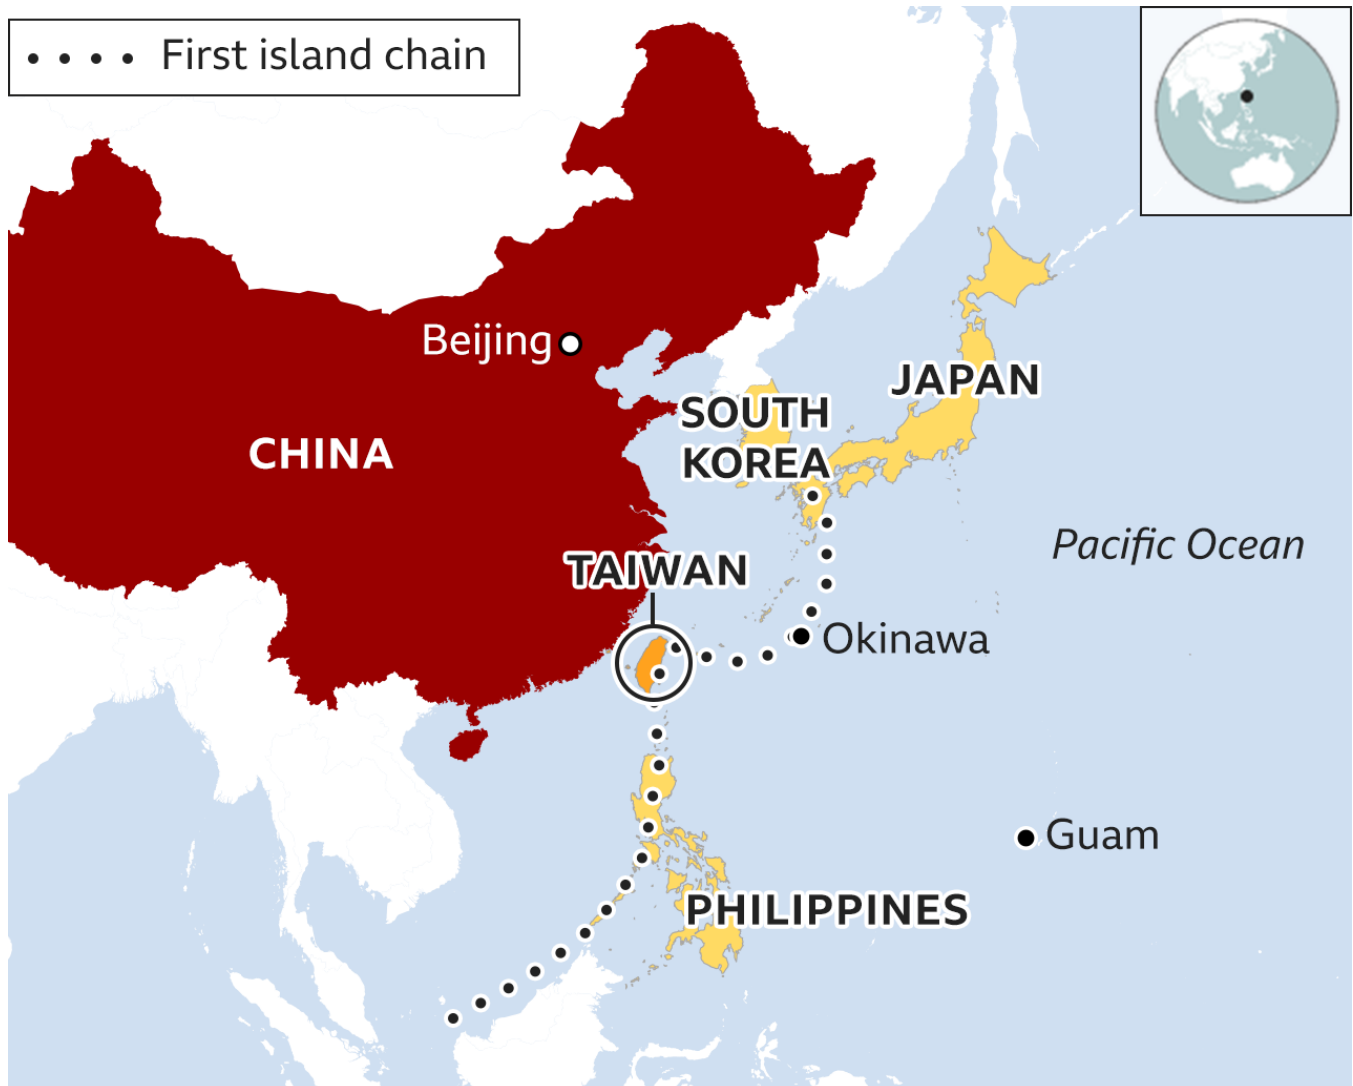 First island chain
Beijing
JAPAN
SOUTH
KOREA
CHINA
Pacific Ocean
TAIWAN
Okinawa
Guam
PHILIPPINES